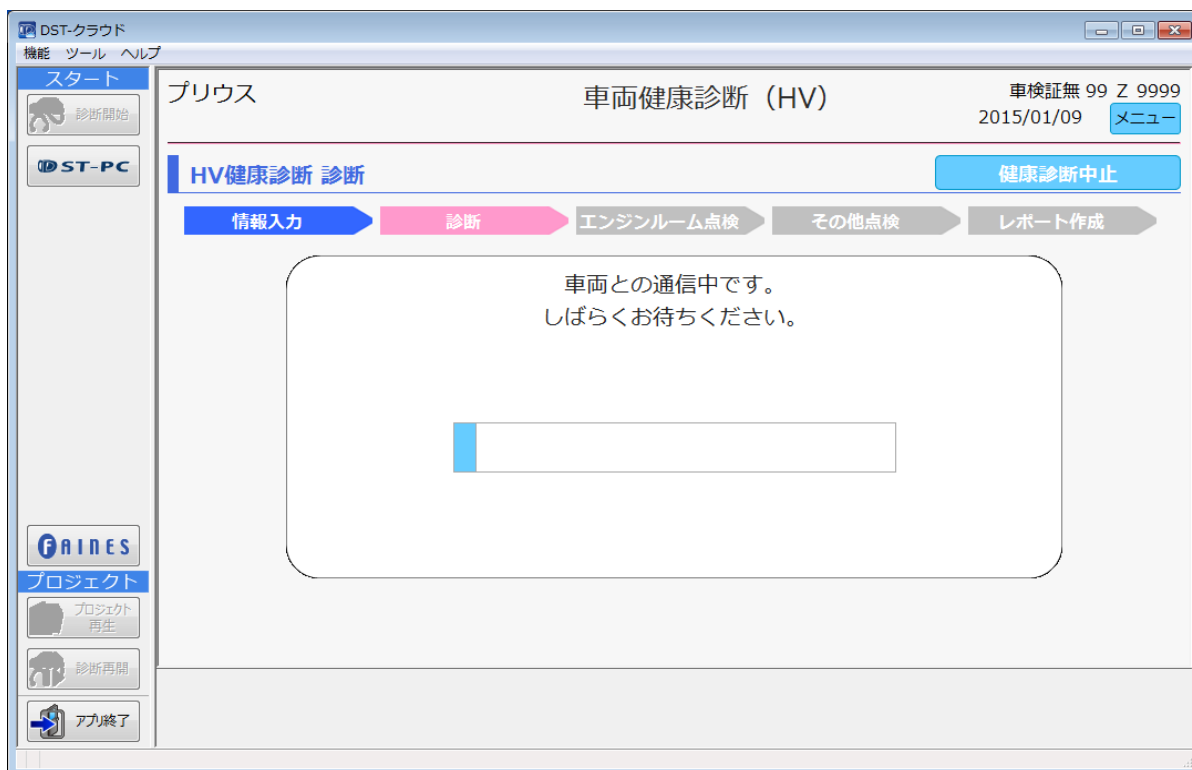 DST-クラウド
機能 ツール ヘルプ
スタート
診断開始
DST-PC
FAINES
プロジェクト
プロジェクト
再生
診断再開
アプリ終了
プリウス
車両健康診断（HV）
車検証無 99 Z 9999
2015/01/09 メニュー
HV健康診断 診断
健康診断中止
情報入力 診断 エンジンルーム点検 その他点検 レポート作成
車両との通信中です。
しばらくお待ちください。